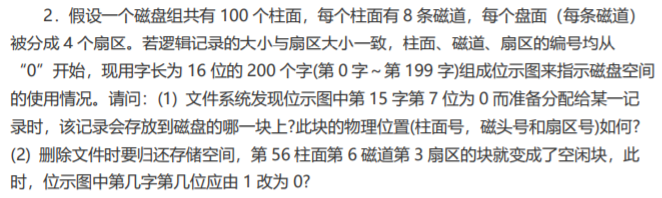 2．假设一个磁盘组共有 100 个柱面，每个柱面有 8 条磁道，每个盘面（每条磁道）
被分成 4 个扇区。若逻辑记录的大小与扇区大小一致，柱面、磁道、扇区的编号均从
“0”开始，现用字长为 16 位的 200 个字(第 0 字～第 199 字)组成位示图来指示磁盘空间
的使用情况。请问：(1) 文件系统发现位示图中第 15 字第 7 位为 0 而准备分配给某一记
录时，该记录会存放到磁盘的哪一块上?此块的物理位置(柱面号，磁头号和扇区号)如何?
(2) 删除文件时要归还存储空间，第 56 柱面第 6 磁道第 3 扇区的块就变成了空闲块，此
时，位示图中第几字第几位应由 1 改为 0?